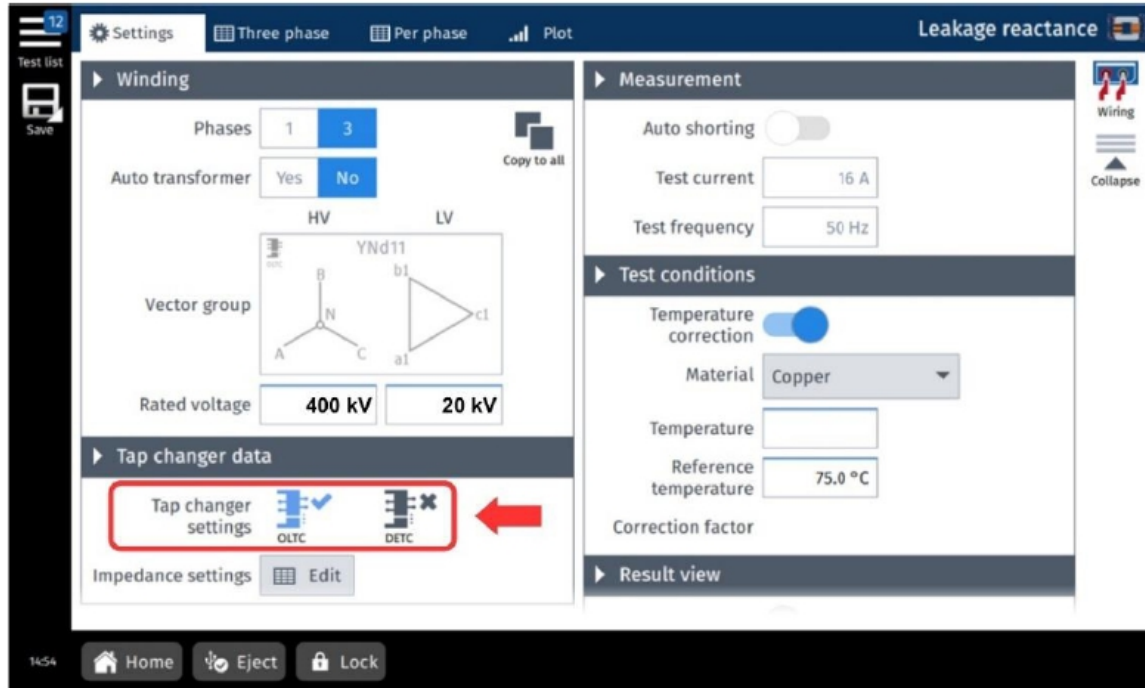 12
Test list
Save
Settings
Three phase
Per phase
Plot
Leakage reactance
Winding
Phases 1 3
Copy to all
Auto transformer Yes No
HV LV
OLTC
YNd11
B
N
A C
b1
c1
a1
Vector group
Rated voltage 400 kV 20 kV
Tap changer data
Tap changer
settings
OLTC DETC
Impedance settings Edit
Measurement
Auto shorting
Test current 16 A
Test frequency 50 Hz
Test conditions
Temperature
correction
Material Copper
Temperature
Reference
temperature 75.0 °C
Correction factor
Result view
Wiring
Collapse
14:54
Home Eject Lock